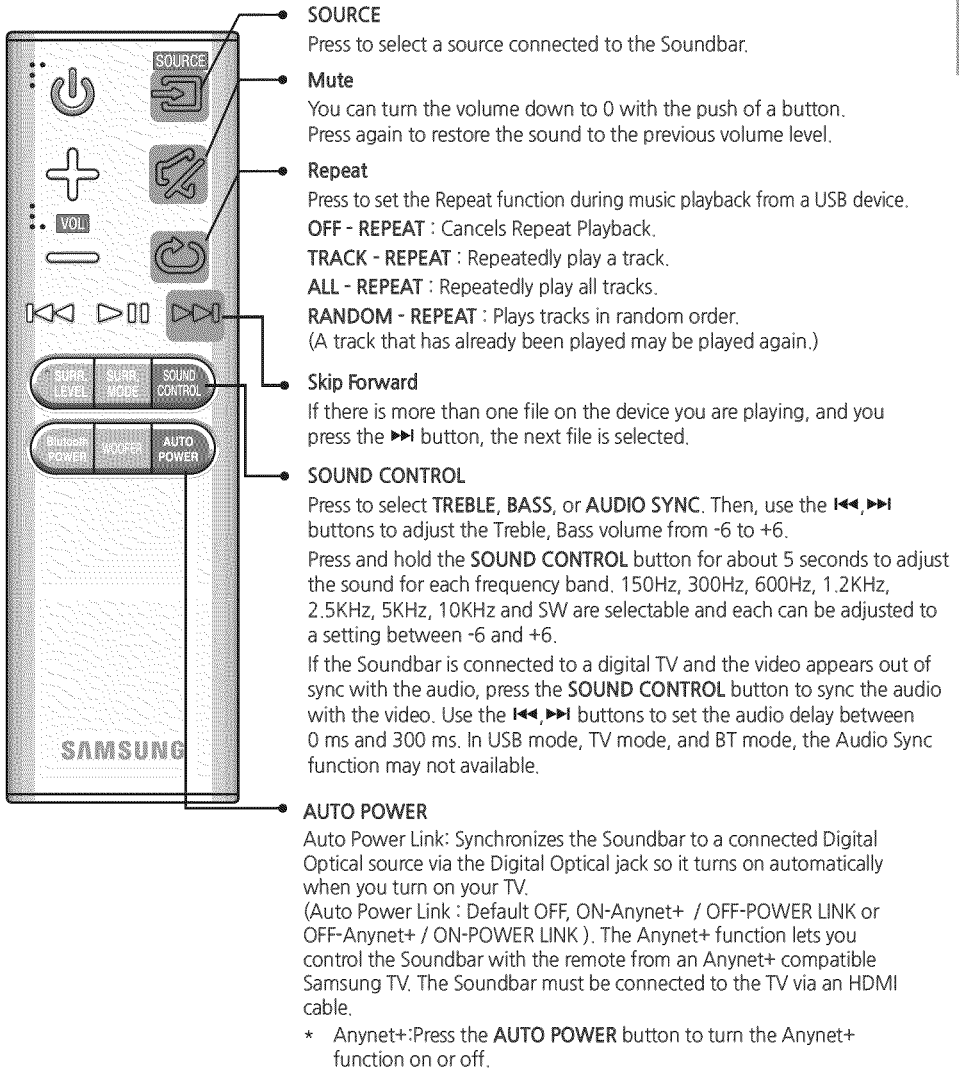 SOURCE
Press to select a source connected to the Soundbar.
Mute
You can turn the volume down to 0 with the push of a button.
Press again to restore the sound to the previous volume level.
Repeat
Press to set the Repeat function during music playback from a USB device.
OFF - REPEAT : Cancels Repeat Playback.
TRACK - REPEAT : Repeatedly play a track.
ALL - REPEAT : Repeatedly play all tracks.
RANDOM - REPEAT : Plays tracks in random order.
(A track that has already been played may be played again.)
Skip Forward
If there is more than one file on the device you are playing, and you
press the ▶▶I button, the next file is selected.
SOUND CONTROL
Press to select TREBLE, BASS, or AUDIO SYNC. Then, use the I◀◀,▶▶I
buttons to adjust the Treble, Bass volume from -6 to +6.
Press and hold the SOUND CONTROL button for about 5 seconds to adjust
the sound for each frequency band. 150Hz, 300Hz, 600Hz, 1.2KHz,
2.5KHz, 5KHz, 10KHz and SW are selectable and each can be adjusted to
a setting between -6 and +6.
If the Soundbar is connected to a digital TV and the video appears out of
sync with the audio, press the SOUND CONTROL button to sync the audio
with the video. Use the I◀◀,▶▶I buttons to set the audio delay between
0 ms and 300 ms. In USB mode, TV mode, and BT mode, the Audio Sync
function may not available.
AUTO POWER
Auto Power Link: Synchronizes the Soundbar to a connected Digital
Optical source via the Digital Optical jack so it turns on automatically
when you turn on your TV.
(Auto Power Link : Default OFF, ON-Anynet+ / OFF-POWER LINK or
OFF-Anynet+ / ON-POWER LINK ). The Anynet+ function lets you
control the Soundbar with the remote from an Anynet+ compatible
Samsung TV. The Soundbar must be connected to the TV via an HDMI
cable.
* Anynet+:Press the AUTO POWER button to turn the Anynet+
function on or off.
SOURCE
VOL
SURR. LEVEL
SURR. MODE
SOUND CONTROL
Bluetooth POWER
WOOFER
AUTO POWER
SAMSUNG